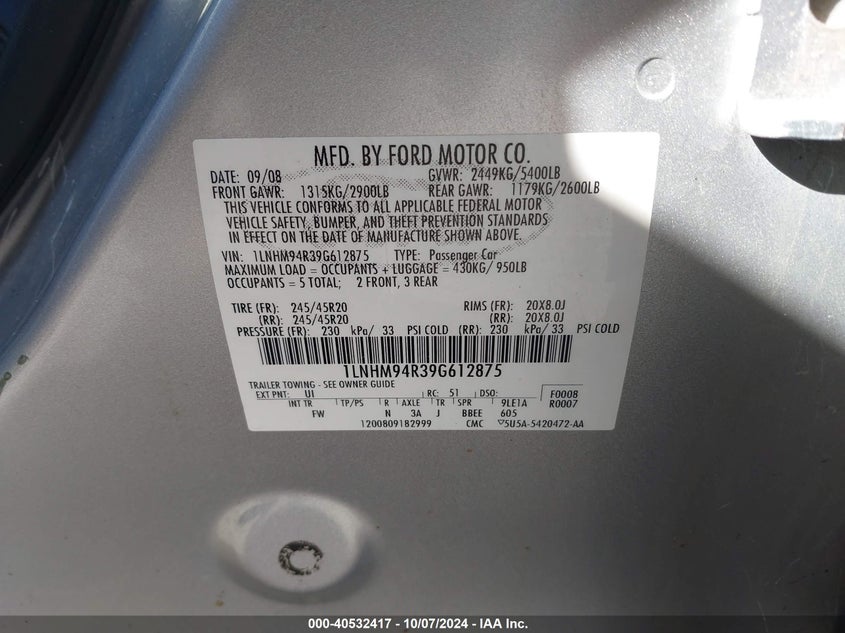 MFD. BY FORD MOTOR CO.
DATE: 09/08 GVWR: 2449KG/5400LB
FRONT GAWR: 1315KG/2900LB REAR GAWR: 1179KG/2600LB
THIS VEHICLE CONFORMS TO ALL APPLICABLE FEDERAL MOTOR
VEHICLE SAFETY, BUMPER, AND THEFT PREVENTION STANDARDS
IN EFFECT ON THE DATE OF MANUFACTURE SHOWN ABOVE.
VIN: 1LNHM94R39G612875 TYPE: Passenger Car
MAXIMUM LOAD = OCCUPANTS + LUGGAGE = 430KG/ 950LB
OCCUPANTS = 5 TOTAL; 2 FRONT, 3 REAR
TIRE (FR): 245/45R20 RIMS (FR): 20X8.0J
(RR): 245/45R20 (RR): 20X8.0J
PRESSURE (FR): 230 kPa/ 33 PSI COLD (RR): 230 kPa/ 33 PSI COLD
1LNHM94R39G612875
TRAILER TOWING - SEE OWNER GUIDE
EXT PNT: UI RC: 51 DSO: F0008
INT TR TP/PS R AXLE TR SPR 9LE1A R0007
FW N 3A J BBEE 605
1200809182999 CMC ▽5U5A-5420472-AA
000-40532417 - 10/07/2024 - IAA Inc.